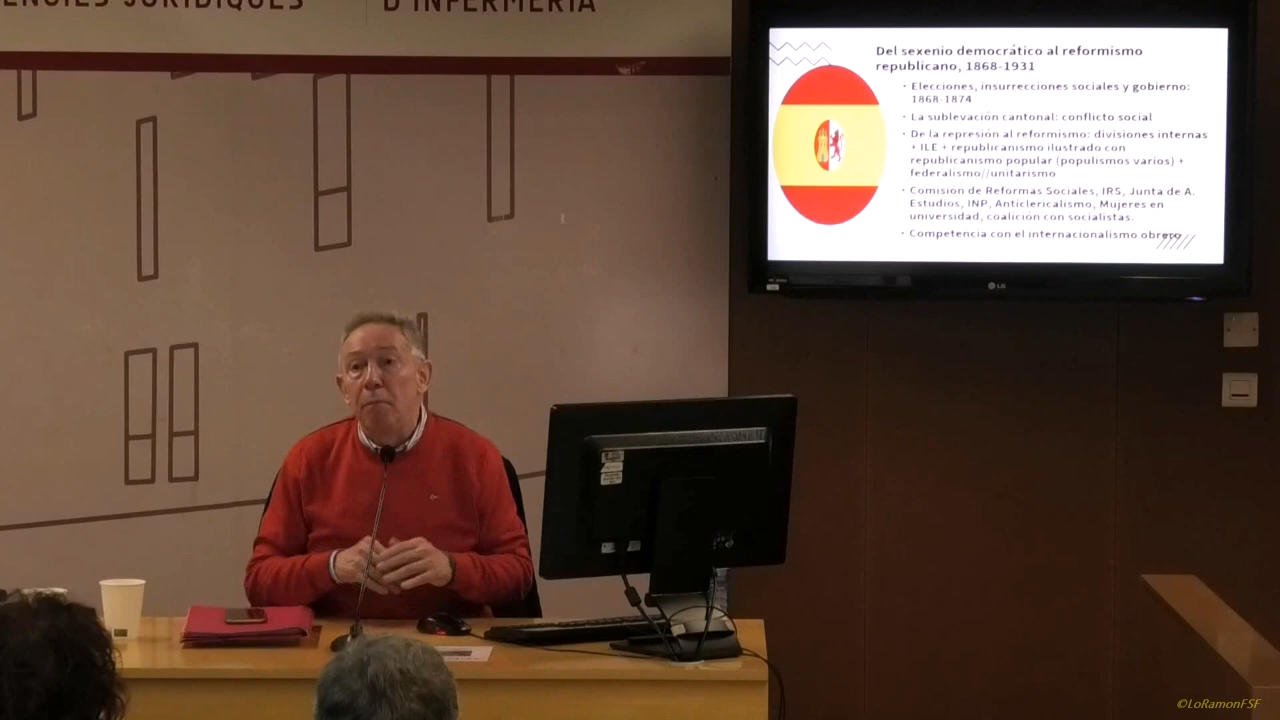 JURÍDIQUES
D'INFERMERIA
Del sexenio democrático al reformismo
republicano, 1868-1931
· Elecciones, insurrecciones sociales y gobierno:
1868-1874
· La sublevación cantonal: conflicto social
· De la represión al reformismo: divisiones internas
+ ILE + republicanismo ilustrado con
republicanismo popular (populismos varios) +
federalismo//unitarismo
· Comisión de Reformas Sociales, IRS, Junta de A.
Estudios, INP, Anticlericalismo, Mujeres en
universidad, coalición con socialistas.
· Competencia con el internacionalismo obrero
LG
©LoRamonFSF